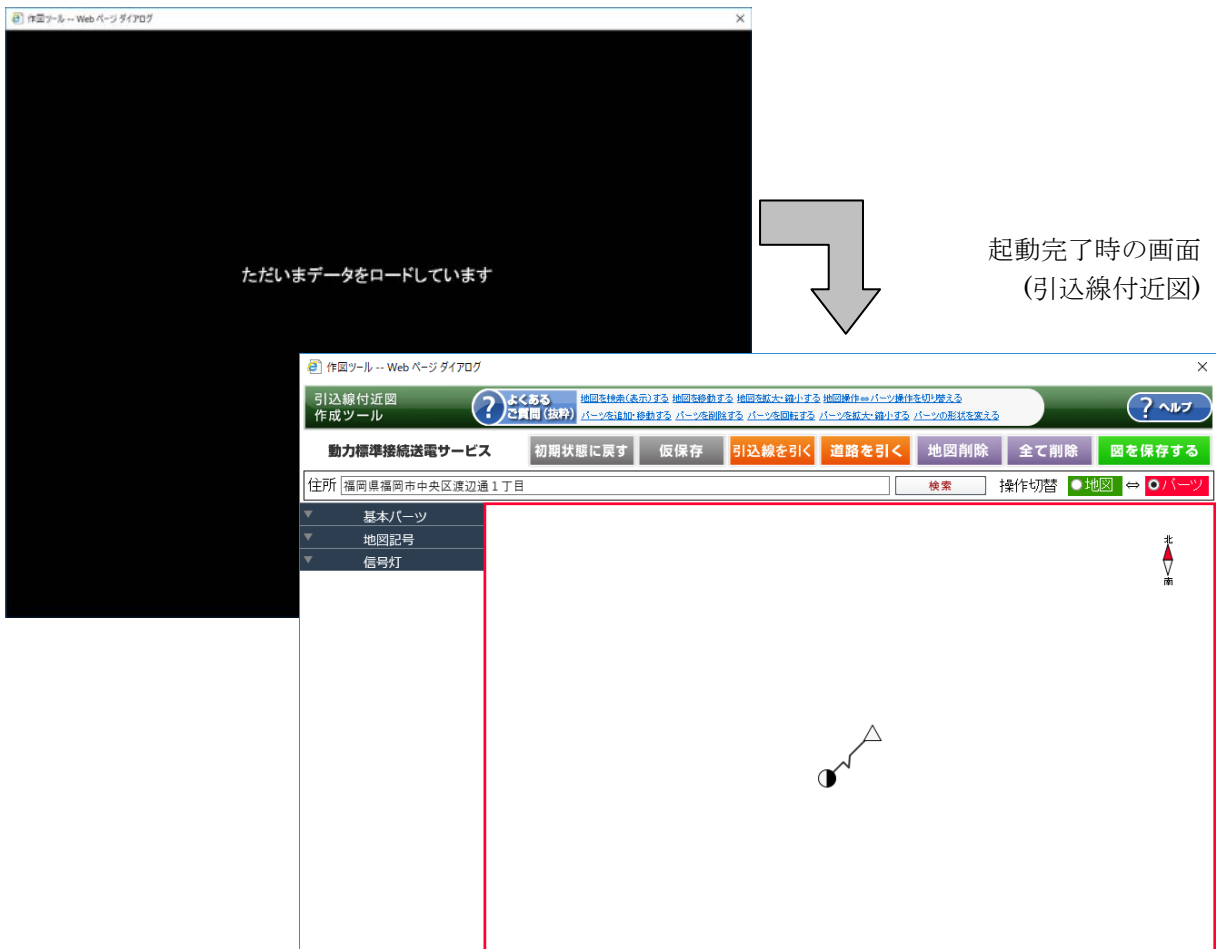 作図ツール -- Web ページ ダイアログ
ただいまデータをロードしています
起動完了時の画面
(引込線付近図)
作図ツール -- Web ページ ダイアログ
引込線付近図
作成ツール
? よくある
ご質問 (抜粋)
地図を検索(表示)する 地図を移動する 地図を拡大・縮小する 地図操作⇔パーツ操作を切り替える
パーツを追加・移動する パーツを削除する パーツを回転する パーツを拡大・縮小する パーツの形状を変える
? ヘルプ
動力標準接続送電サービス 初期状態に戻す 仮保存 引込線を引く 道路を引く 地図削除 全て削除 図を保存する
住所 福岡県福岡市中央区渡辺通1丁目 検索 操作切替 地図 ⇔ パーツ
基本パーツ
地図記号
信号灯
北
南